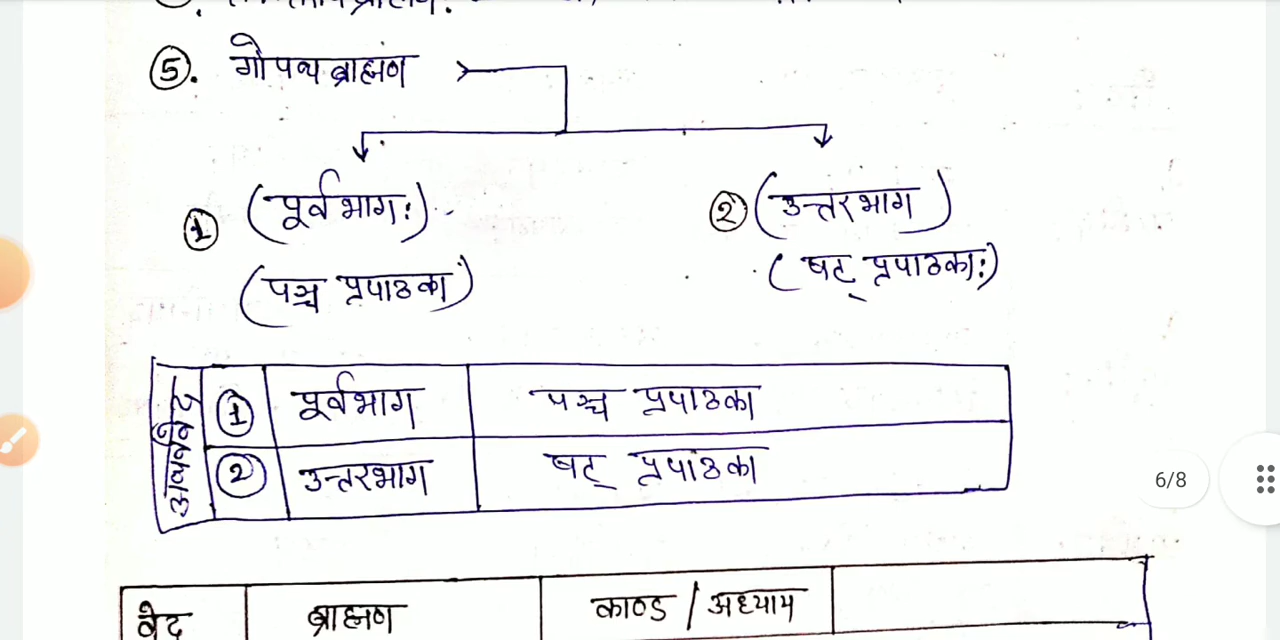 ⑤. गोपथ ब्राह्मण
① (पूर्वभागः)
② (उत्तरभाग)
(पञ्च प्रपाठका)
(षट् प्रपाठकाः)
अथर्ववेद
① पूर्वभाग पञ्च प्रपाठका
② उत्तरभाग षट् प्रपाठका
6/8
वेद ब्राह्मण काण्ड / अध्याय